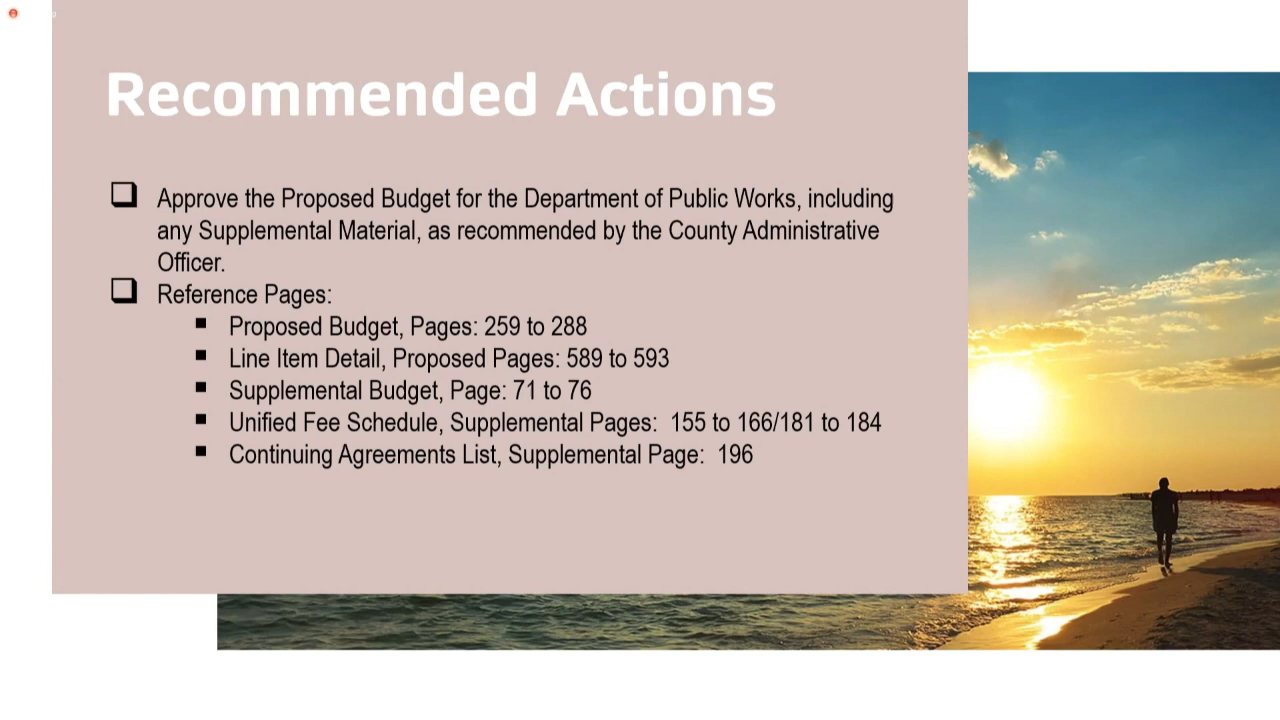 Recommended Actions
Approve the Proposed Budget for the Department of Public Works, including
any Supplemental Material, as recommended by the County Administrative
Officer.
Reference Pages:
Proposed Budget, Pages: 259 to 288
Line Item Detail, Proposed Pages: 589 to 593
Supplemental Budget, Page: 71 to 76
Unified Fee Schedule, Supplemental Pages:  155 to 166/181 to 184
Continuing Agreements List, Supplemental Page:  196